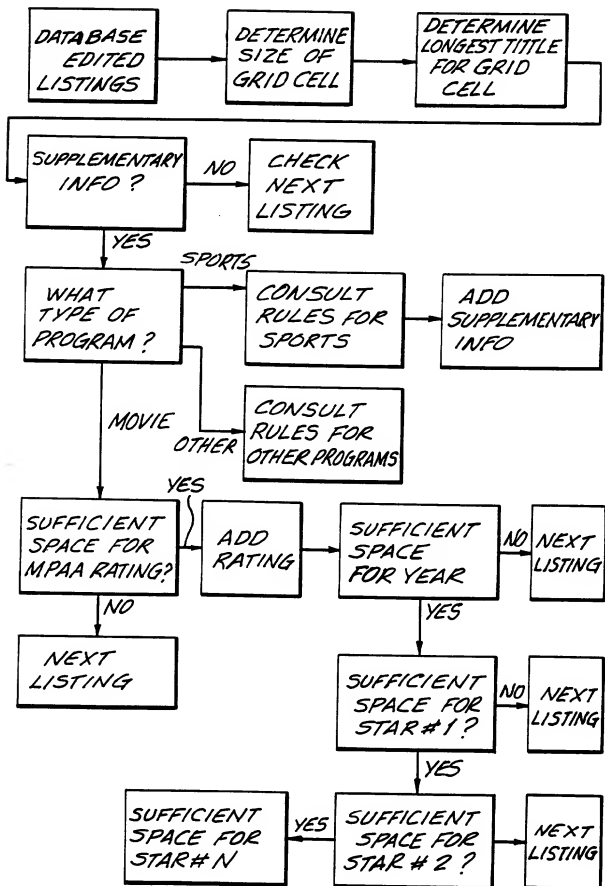 DATABASE
EDITED
LISTINGS
DETERMINE
SIZE OF
GRID CELL
DETERMINE
LONGEST TITTLE
FOR GRID
CELL
SUPPLEMENTARY
INFO?
NO
CHECK
NEXT
LISTING
YES
WHAT
TYPE OF
PROGRAM?
SPORTS
CONSULT
RULES FOR
SPORTS
ADD
SUPPLEMENTARY
INFO
MOVIE
OTHER
CONSULT
RULES FOR
OTHER PROGRAMS
SUFFICIENT
SPACE FOR
MPAA RATING?
YES
ADD
RATING
SUFFICIENT
SPACE
FOR YEAR
NO
NEXT
LISTING
NO
NEXT
LISTING
YES
SUFFICIENT
SPACE FOR
STAR #1?
NO
NEXT
LISTING
YES
SUFFICIENT
SPACE FOR
STAR #2?
NEXT
LISTING
YES
SUFFICIENT
SPACE FOR
STAR # N